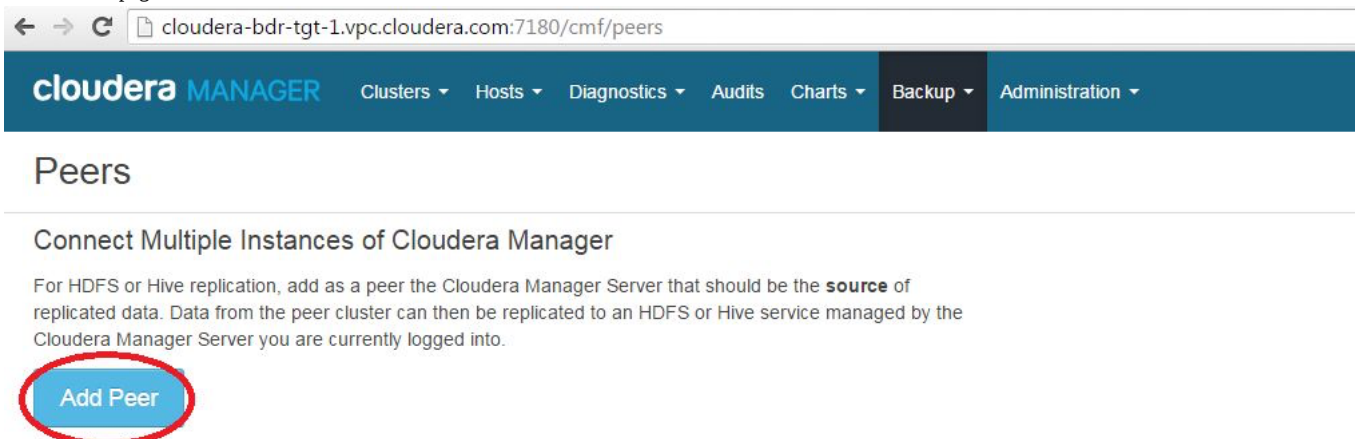 cloudera-bdr-tgt-1.vpc.cloudera.com:7180/cmf/peers
cloudera MANAGER Clusters Hosts Diagnostics Audits Charts Backup Administration
Peers
Connect Multiple Instances of Cloudera Manager
For HDFS or Hive replication, add as a peer the Cloudera Manager Server that should be the source of
replicated data. Data from the peer cluster can then be replicated to an HDFS or Hive service managed by the
Cloudera Manager Server you are currently logged into.
Add Peer